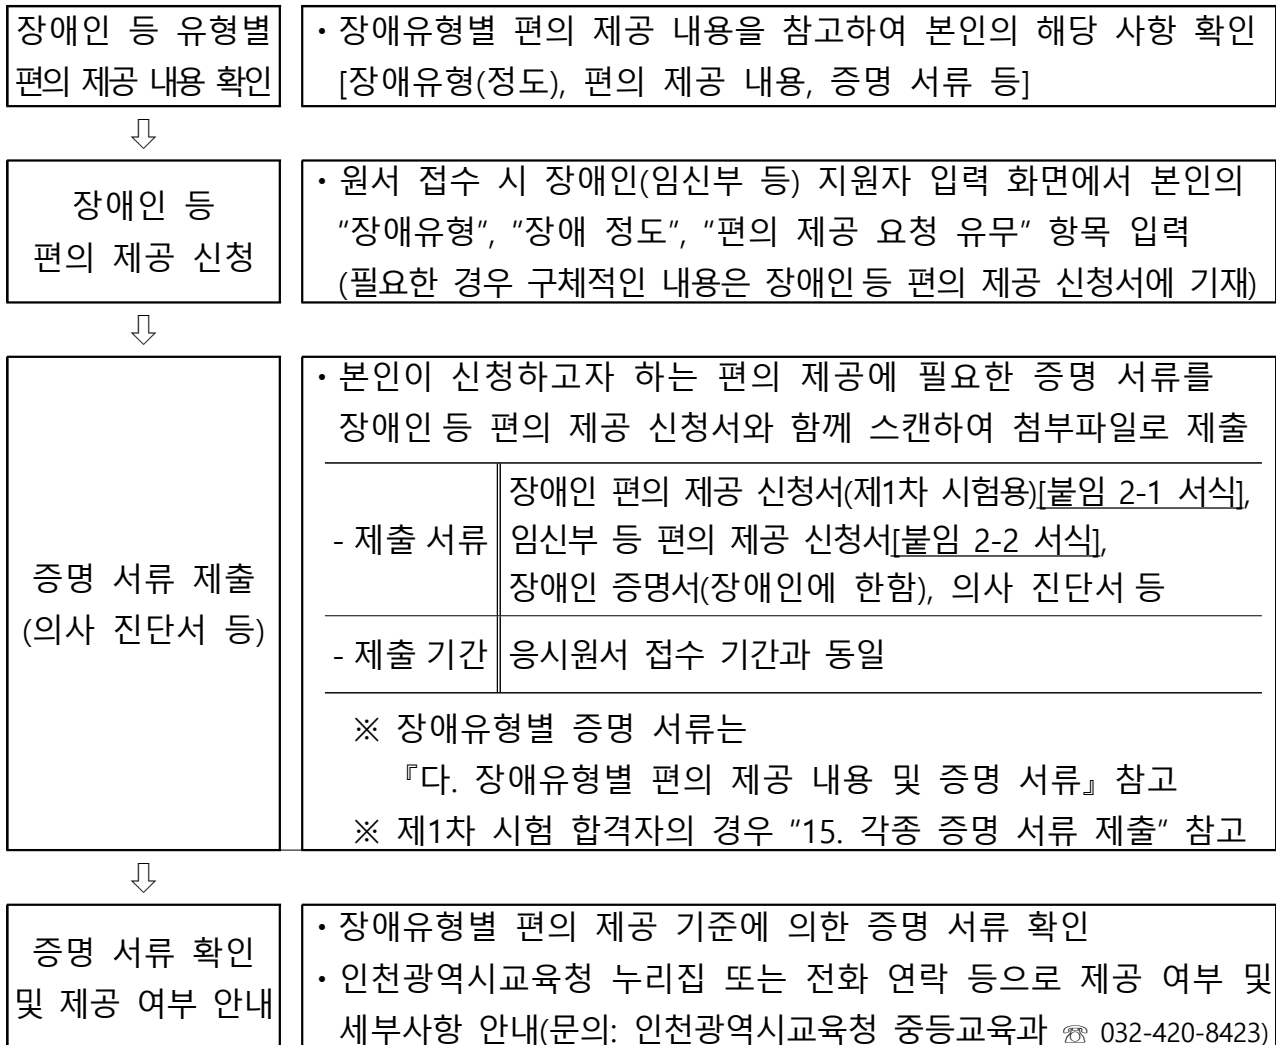 장애인 등 유형별
편의 제공 내용 확인
・장애유형별 편의 제공 내용을 참고하여 본인의 해당 사항 확인
[장애유형(정도), 편의 제공 내용, 증명 서류 등]
⇩
장애인 등
편의 제공 신청
・원서 접수 시 장애인(임신부 등) 지원자 입력 화면에서 본인의
“장애유형”, “장애 정도”, “편의 제공 요청 유무” 항목 입력
(필요한 경우 구체적인 내용은 장애인 등 편의 제공 신청서에 기재)
⇩
증명 서류 제출
(의사 진단서 등)
・본인이 신청하고자 하는 편의 제공에 필요한 증명 서류를
장애인 등 편의 제공 신청서와 함께 스캔하여 첨부파일로 제출
- 제출 서류
장애인 편의 제공 신청서(제1차 시험용)[붙임 2-1 서식],
임신부 등 편의 제공 신청서[붙임 2-2 서식],
장애인 증명서(장애인에 한함), 의사 진단서 등
- 제출 기간
응시원서 접수 기간과 동일
※ 장애유형별 증명 서류는
『다. 장애유형별 편의 제공 내용 및 증명 서류』 참고
※ 제1차 시험 합격자의 경우 “15. 각종 증명 서류 제출” 참고
⇩
증명 서류 확인
및 제공 여부 안내
・장애유형별 편의 제공 기준에 의한 증명 서류 확인
・인천광역시교육청 누리집 또는 전화 연락 등으로 제공 여부 및
세부사항 안내(문의: 인천광역시교육청 중등교육과 ☏ 032-420-8423)